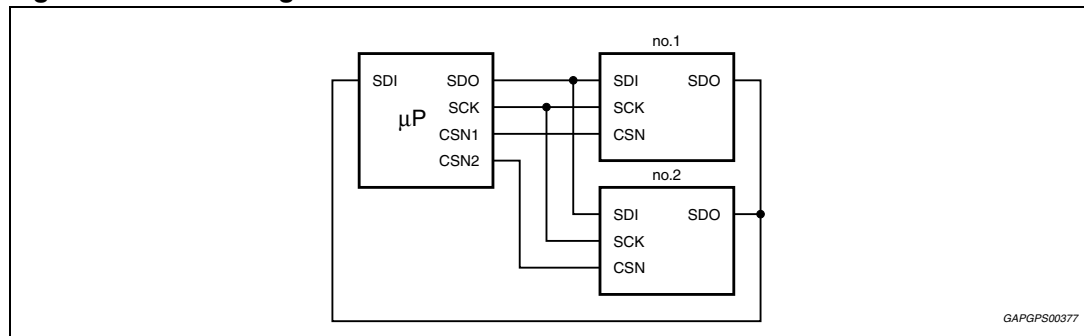 no.1
SDI SDO
SCK
CSN1
CSN2
µP
SDI SDO
SCK
CSN
no.2
SDI SDO
SCK
CSN
GAPGPS00377